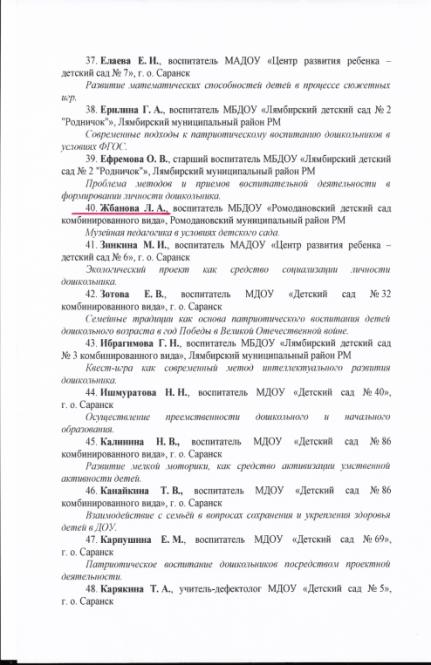 37. Елаева Е. И., воспитатель МАДОУ «Центр развития ребенка –
детский сад № 7», г. о. Саранск
Развитие математических способностей детей в процессе сюжетных
игр.
38. Ерилина Г. А., воспитатель МБДОУ «Лямбирский детский сад № 2
"Родничок"», Лямбирский муниципальный район РМ
Современные подходы к патриотическому воспитанию дошкольников в
условиях ФГОС.
39. Ефремова О. В., старший воспитатель МБДОУ «Лямбирский детский
сад № 2 "Родничок"», Лямбирский муниципальный район РМ
Проблема методов и приемов воспитательной деятельности в
формировании личности дошкольника.
40. Жбанова Л. А., воспитатель МБДОУ «Ромодановский детский сад
комбинированного вида», Ромодановский муниципальный район РМ
Музейная педагогика в условиях детского сада.
41. Зинкина М. И., воспитатель МАДОУ «Центр развития ребенка –
детский сад № 6», г. о. Саранск
Экологический проект как средство социализации личности
дошкольника.
42. Зотова Е. В., воспитатель МДОУ «Детский сад № 32
комбинированного вида», г. о. Саранск
Семейные традиции как основа патриотического воспитания детей
дошкольного возраста в год Победы в Великой Отечественной войне.
43. Ибрагимова Г. Н., воспитатель МБДОУ «Лямбирский детский сад
№ 3 комбинированного вида», Лямбирский муниципальный район РМ
Квест-игра как современный метод интеллектуального развития
дошкольника.
44. Ишмуратова Н. Н., воспитатель МДОУ «Детский сад № 40»,
г. о. Саранск
Осуществление преемственности дошкольного и начального
образования.
45. Калинина Н. В., воспитатель МДОУ «Детский сад № 86
комбинированного вида», г. о. Саранск
Развитие мелкой моторики, как средство активизации умственной
активности детей.
46. Канайкина Т. В., воспитатель МДОУ «Детский сад № 86
комбинированного вида», г. о. Саранск
Взаимодействие с семьёй в вопросах сохранения и укрепления здоровья
детей в ДОУ.
47. Карпушина Е. М., воспитатель МДОУ «Детский сад № 69»,
г. о. Саранск
Патриотическое воспитание дошкольников посредством проектной
деятельности.
48. Карякина Т. А., учитель-дефектолог МДОУ «Детский сад № 5»,
г. о. Саранск